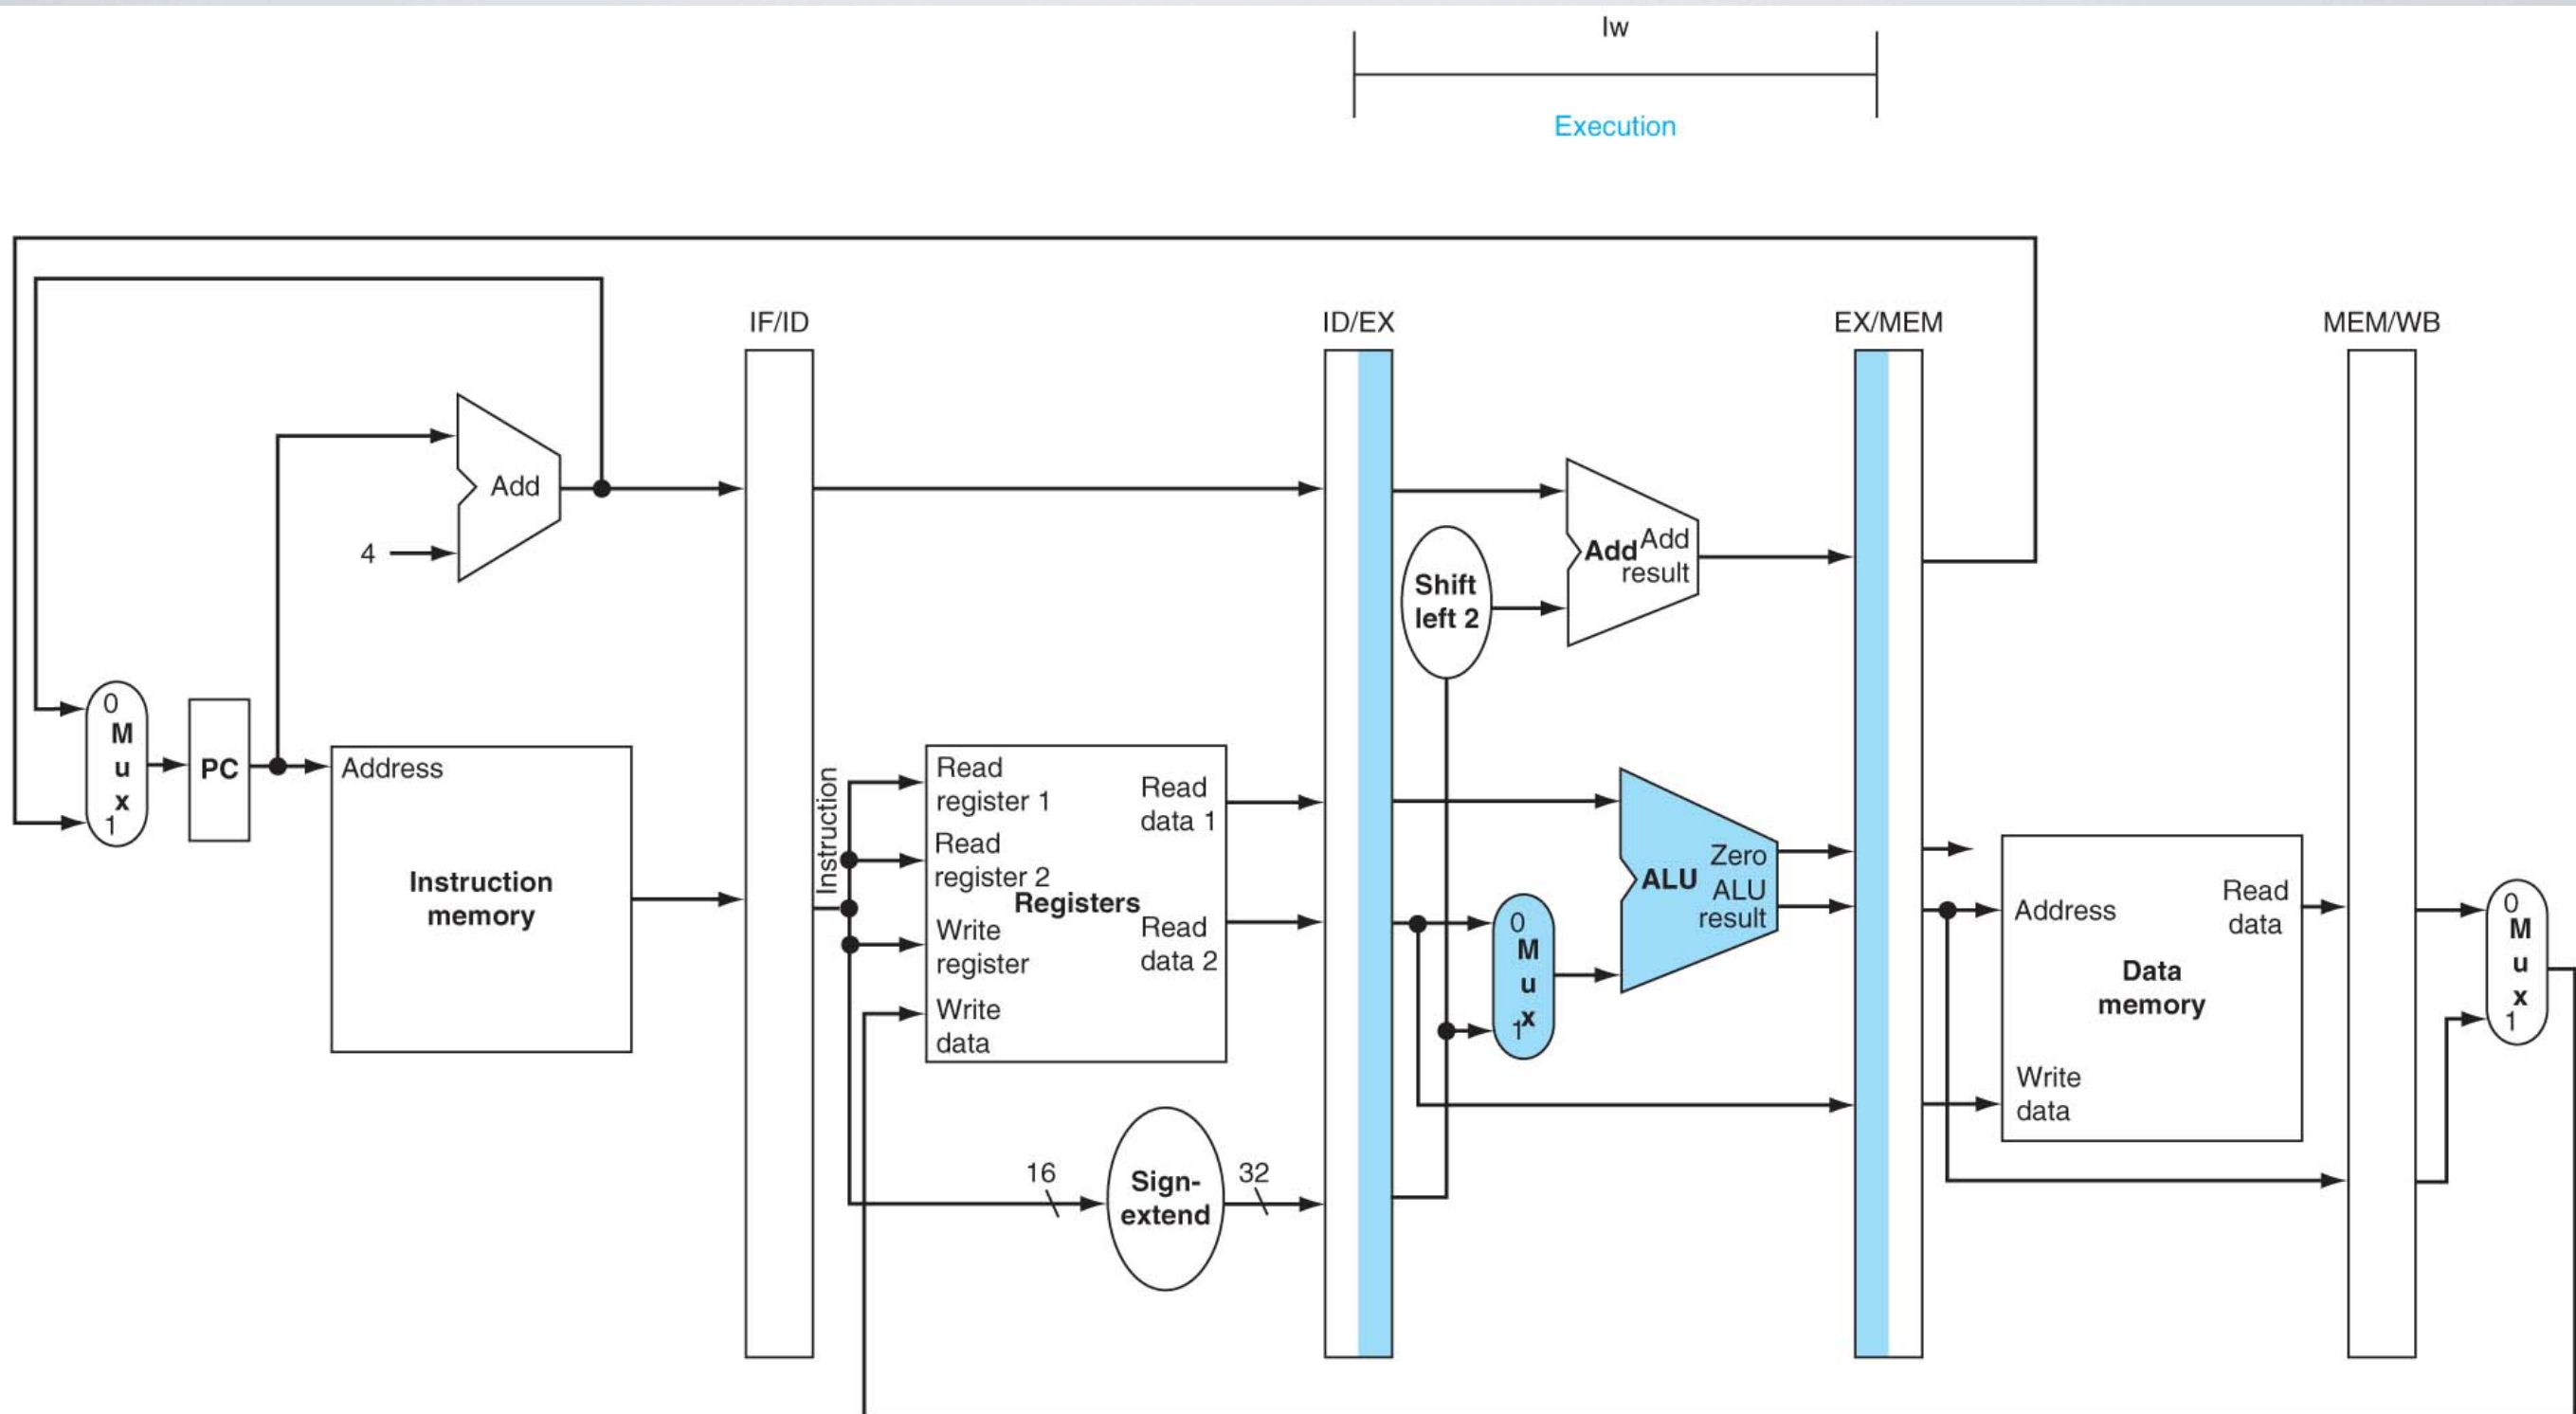 lw
Execution
IF/ID
ID/EX
EX/MEM
MEM/WB
Add
4
Add
Add
result
Shift
left 2
0
M
u
x
1
PC
Address
Instruction
memory
Instruction
Read
register 1
Read
register 2
Write
register
Write
data
Registers
Read
data 1
Read
data 2
16
Sign-
extend
32
0
M
u
x
1
ALU
Zero
ALU
result
Address
Read
data
Data
memory
Write
data
0
M
u
x
1